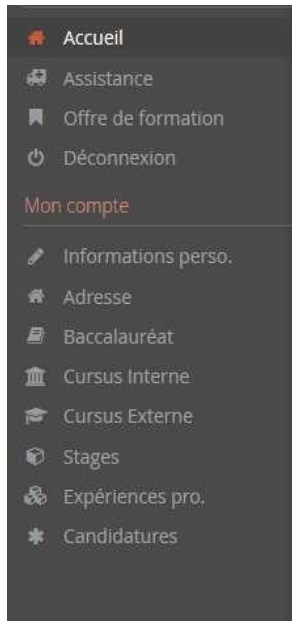 Accueil
Assistance
Offre de formation
Déconnexion
Mon compte
Informations perso.
Adresse
Baccalauréat
Cursus Interne
Cursus Externe
Stages
Expériences pro.
Candidatures